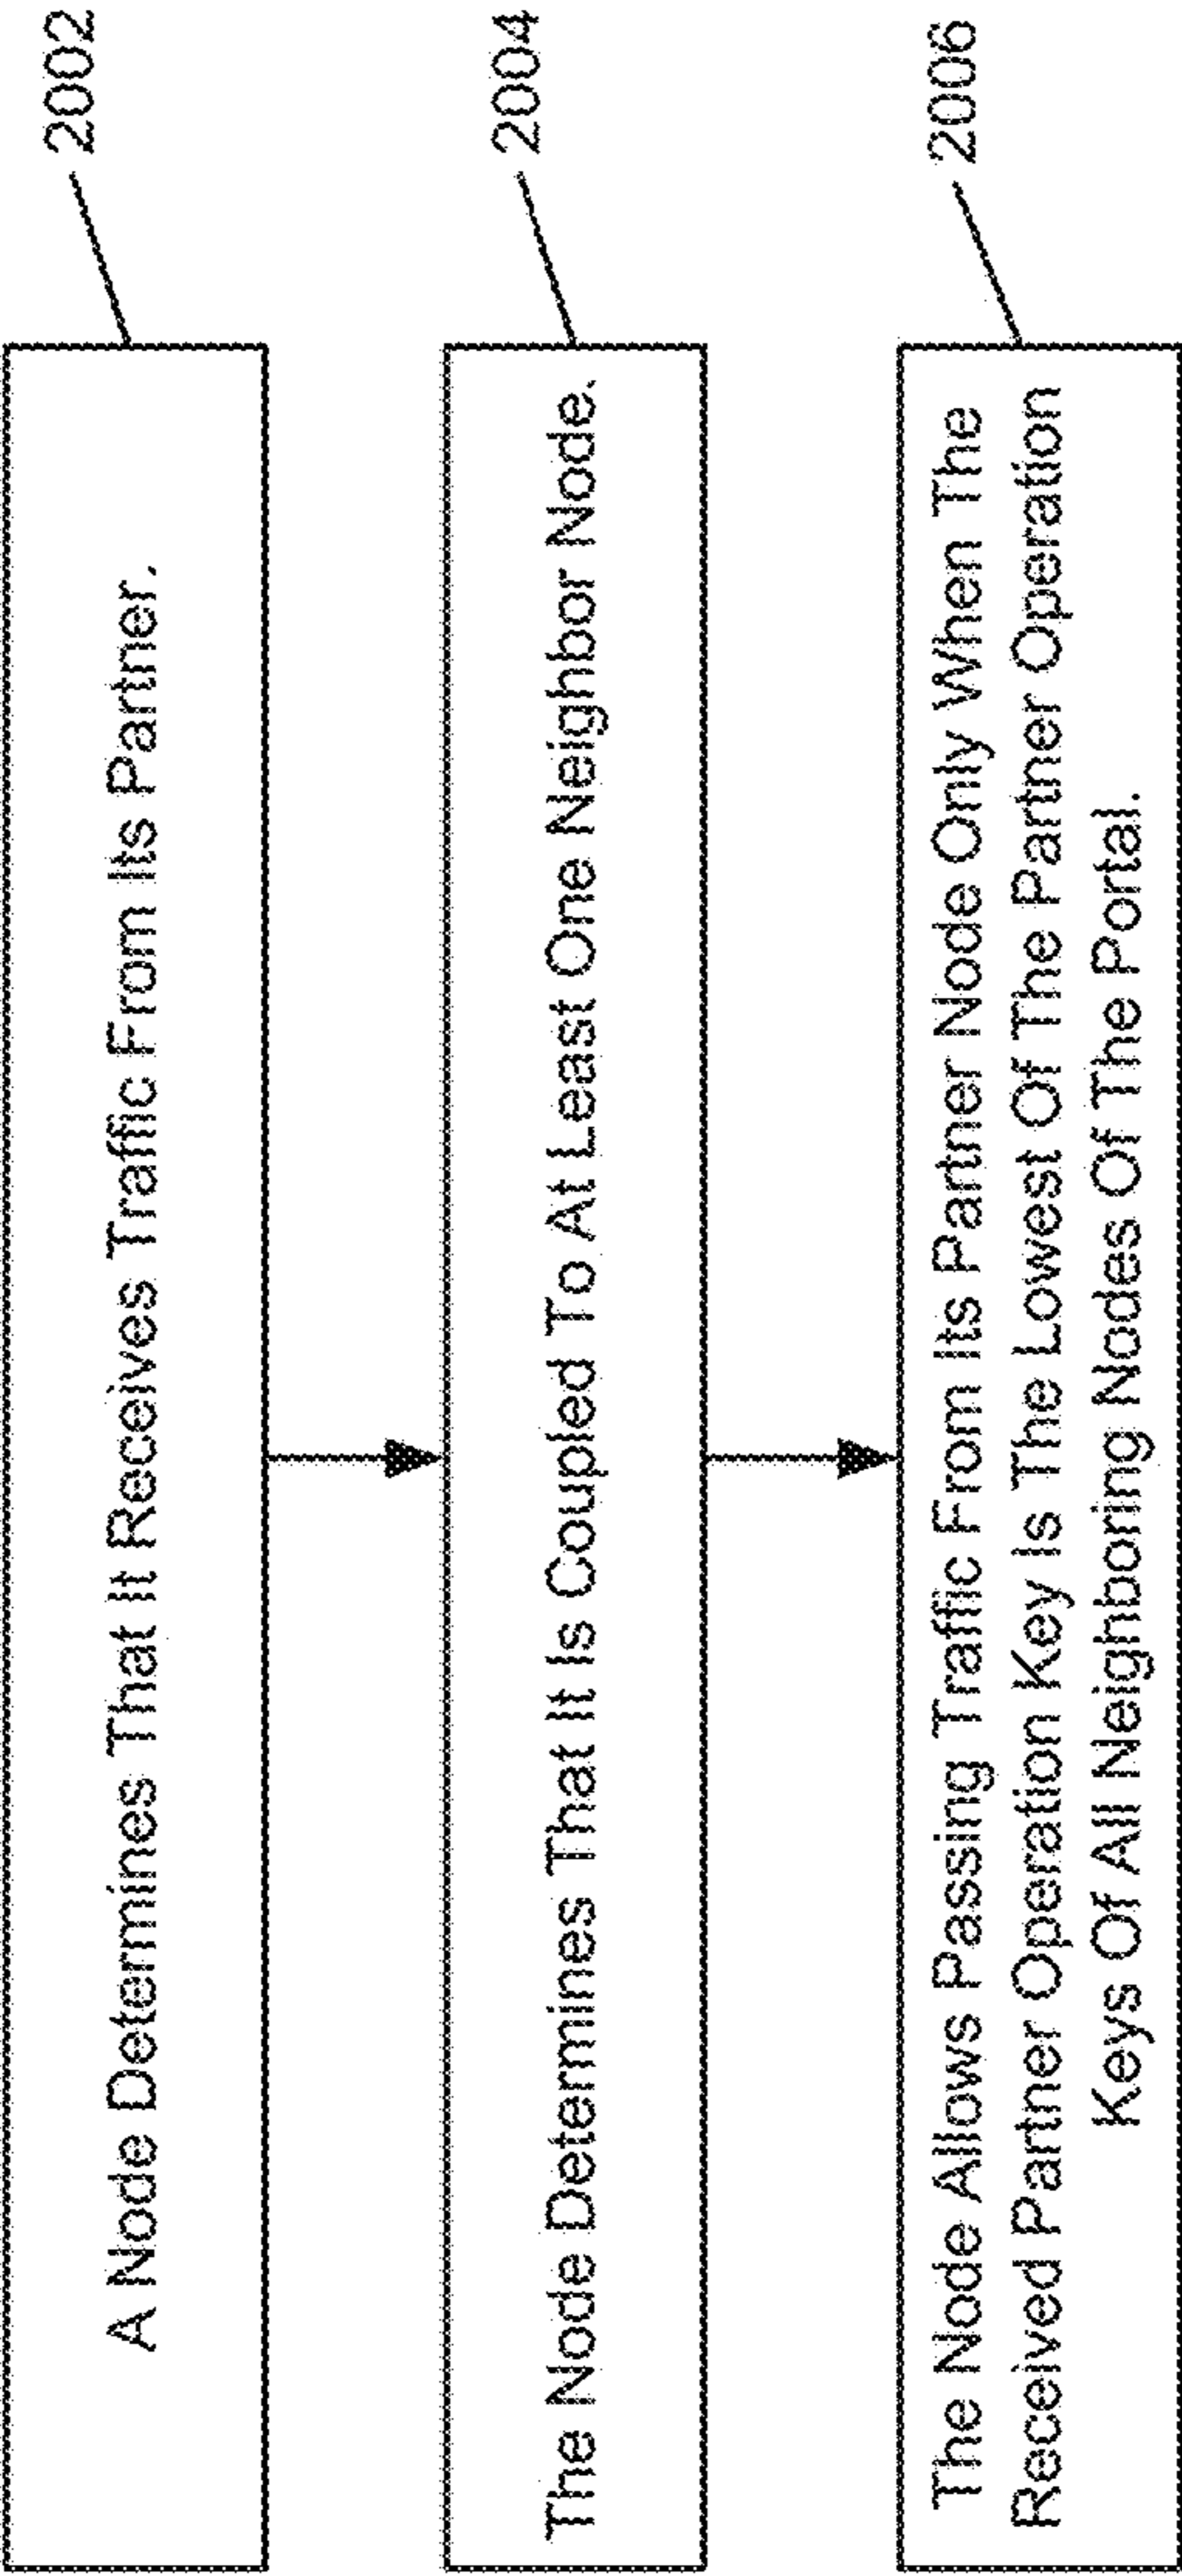 A Node Determines That It Receives Traffic From Its Partner.
2002
The Node Determines That It Is Coupled To At Least One Neighbor Node.
2004
The Node Allows Passing Traffic From Its Partner Node Only When The
Received Partner Operation Key Is The Lowest Of The Partner Operation
Keys Of All Neighboring Nodes Of The Portal.
2006